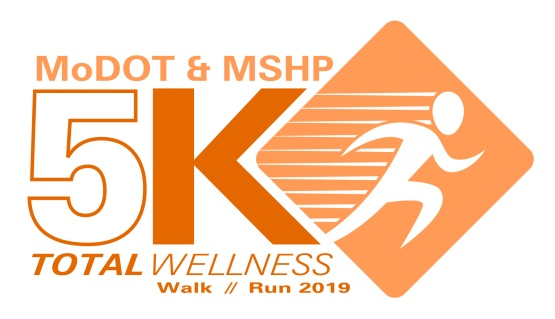 MoDOT & MSHP
5K
TOTAL WELLNESS
Walk // Run 2019